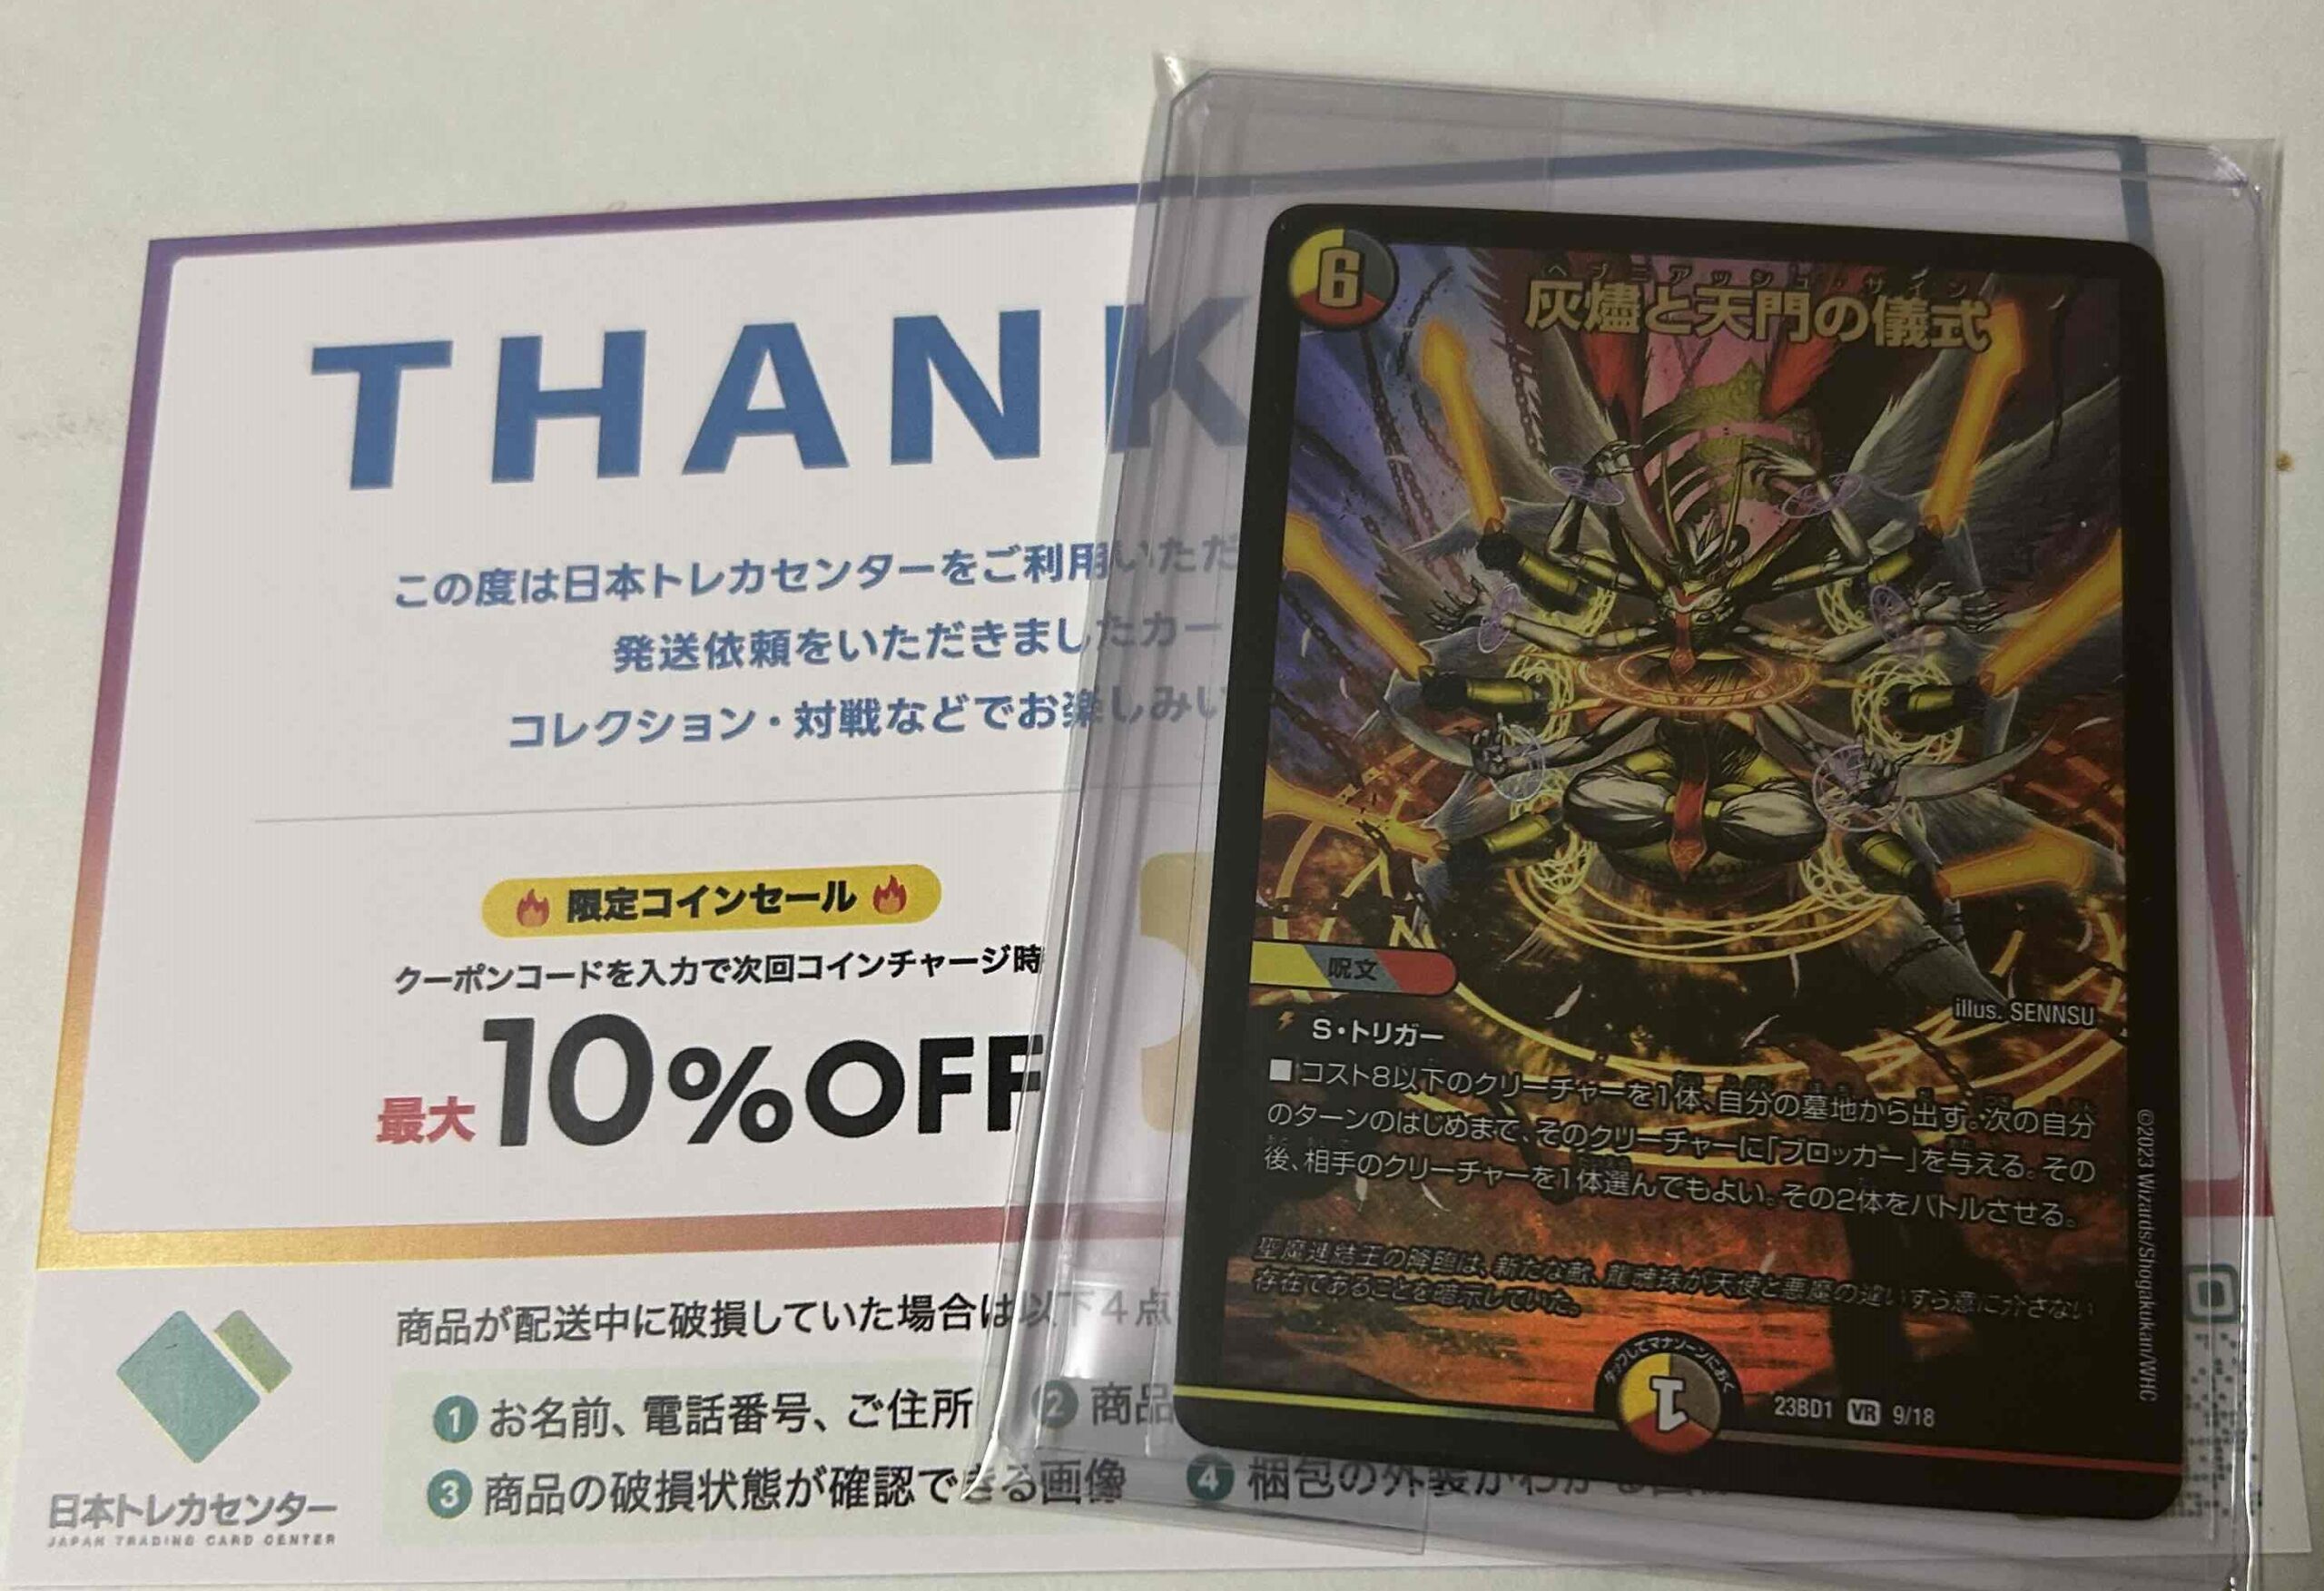 THANK
この度は日本トレカセンターをご利用いただ
発送依頼をいただきましたカー
コレクション・対戦などでお楽しみい
限定コインセール
クーポンコードを入力で次回コインチャージ時
最大10%OFF
商品が配送中に破損していた場合は以下4点
1 お名前、電話番号、ご住所
2 商品
3 商品の破損状態が確認できる画像
4 梱包の外装がわかる
日本トレカセンター
JAPAN TRADING CARD CENTER
6
ヘブニアッシュ・サイン
灰燼と天門の儀式
呪文
illus. SENNSU
S・トリガー
■コスト8以下のクリーチャーを1体、自分の墓地から出す。次の自分
のターンのはじめまで、そのクリーチャーに「ブロッカー」を与える。その
後、相手のクリーチャーを1体選んでもよい。その2体をバトルさせる。
聖魔連結王の降臨は、新たな敵、龍魂珠が天使と悪魔の違いすら意に介さない
存在であることを暗示していた。
タップしてマナゾーンにおく
1
23BD1 VR 9/18
©2023 Wizards/Shogakukan/WHC